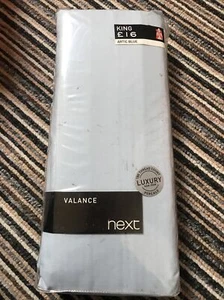 KING
£16
ARTIC BLUE
LUXURY
VALANCE
next